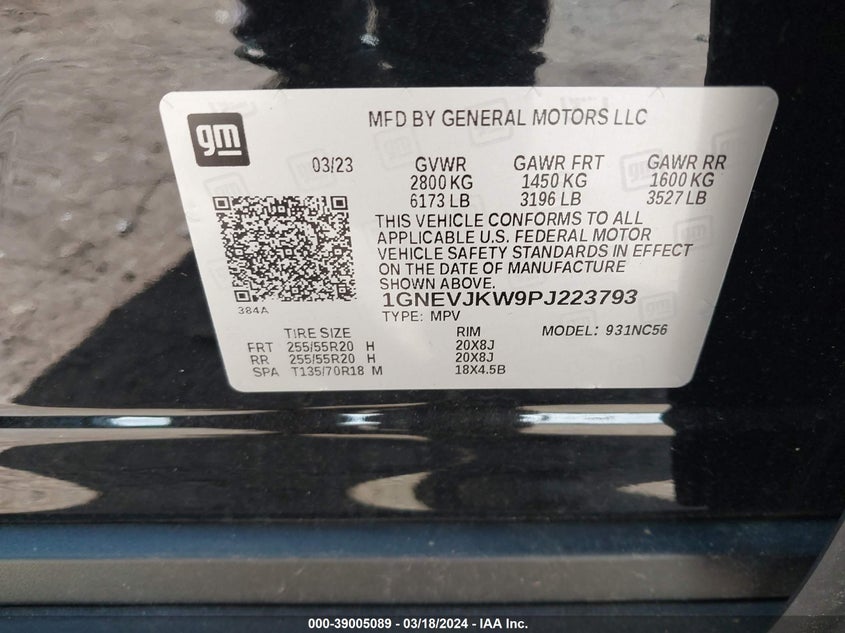 gm
MFD BY GENERAL MOTORS LLC
03/23 GVWR GAWR FRT GAWR RR
2800 KG 1450 KG 1600 KG
6173 LB 3196 LB 3527 LB
THIS VEHICLE CONFORMS TO ALL
APPLICABLE U.S. FEDERAL MOTOR
VEHICLE SAFETY STANDARDS IN EFFECT
ON THE DATE OF MANUFACTURE
SHOWN ABOVE.
384A
1GNEVJKW9PJ223793
TYPE: MPV
TIRE SIZE RIM MODEL: 931NC56
FRT 255/55R20 H 20X8J
RR 255/55R20 H 20X8J
SPA T135/70R18 M 18X4.5B
000-39005089 - 03/18/2024 - IAA Inc.